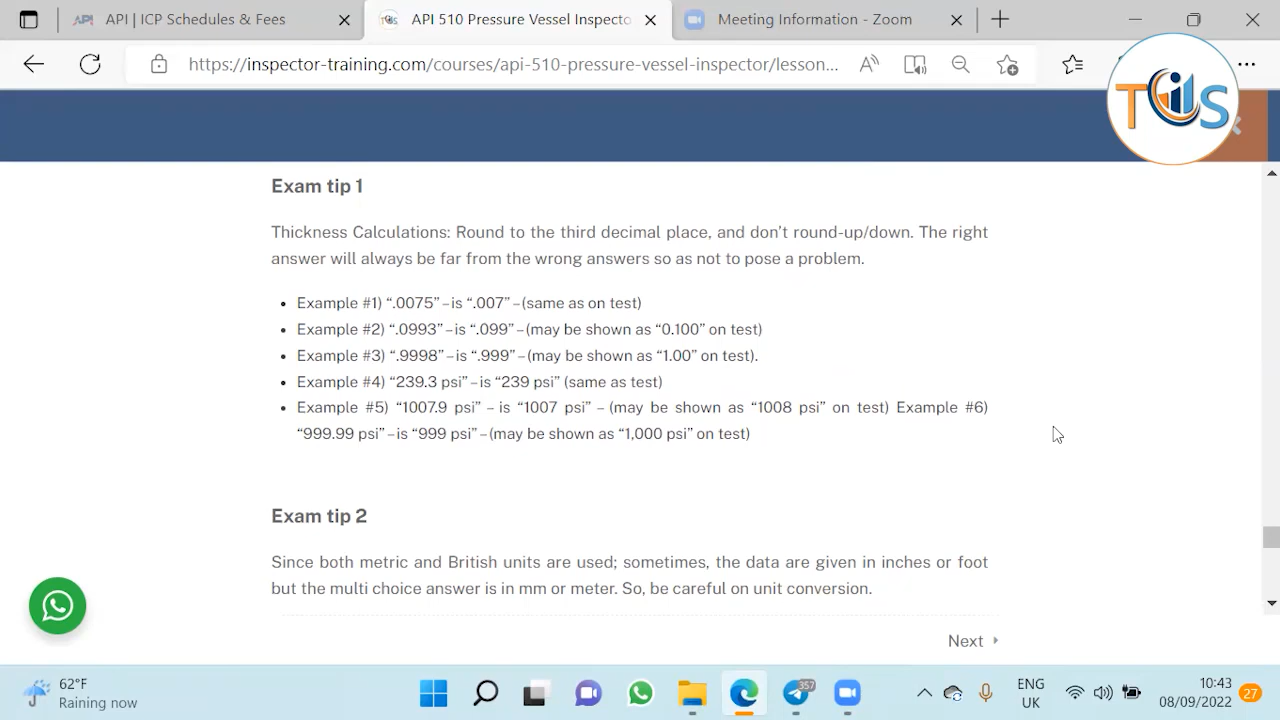 API | ICP Schedules & Fees
API 510 Pressure Vessel Inspecto
Meeting Information - Zoom
https://inspector-training.com/courses/api-510-pressure-vessel-inspector/lesson...
TIIS
Exam tip 1
Thickness Calculations: Round to the third decimal place, and don't round-up/down. The right
answer will always be far from the wrong answers so as not to pose a problem.
• Example #1) “.0075” – is “.007” – (same as on test)
• Example #2) “.0993” – is “.099” – (may be shown as “0.100” on test)
• Example #3) “.9998” – is “.999” – (may be shown as “1.00” on test).
• Example #4) “239.3 psi” – is “239 psi” (same as test)
• Example #5) “1007.9 psi” – is “1007 psi” – (may be shown as “1008 psi” on test) Example #6)
“999.99 psi” – is “999 psi” – (may be shown as “1,000 psi” on test)
Exam tip 2
Since both metric and British units are used; sometimes, the data are given in inches or foot
but the multi choice answer is in mm or meter. So, be careful on unit conversion.
Next
62°F
Raining now
357
ENG
UK
10:43
08/09/2022
27